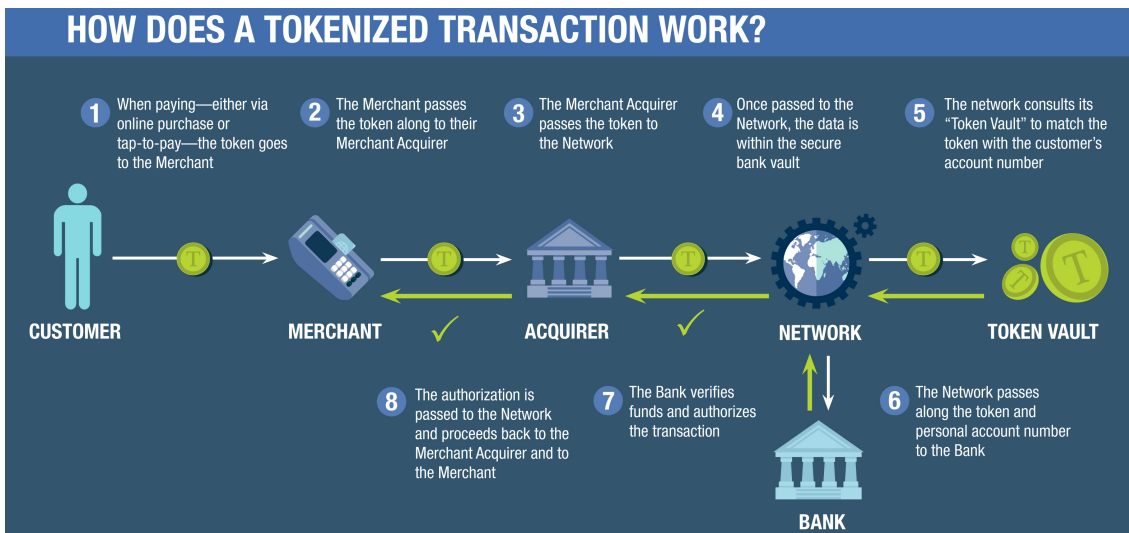 HOW DOES A TOKENIZED TRANSACTION WORK?
1
When paying—either via
online purchase or
tap-to-pay—the token goes
to the Merchant
2
The Merchant passes
the token along to their
Merchant Acquirer
3
The Merchant Acquirer
passes the token to
the Network
4
Once passed to the
Network, the data is
within the secure
bank vault
5
The network consults its
“Token Vault” to match the
token with the customer’s
account number
T
T
T
T
T
T
T
CUSTOMER
MERCHANT
ACQUIRER
NETWORK
TOKEN VAULT
8
The authorization is
passed to the Network
and proceeds back to the
Merchant Acquirer and to
the Merchant
7
The Bank verifies
funds and authorizes
the transaction
6
The Network passes
along the token and
personal account number
to the Bank
BANK